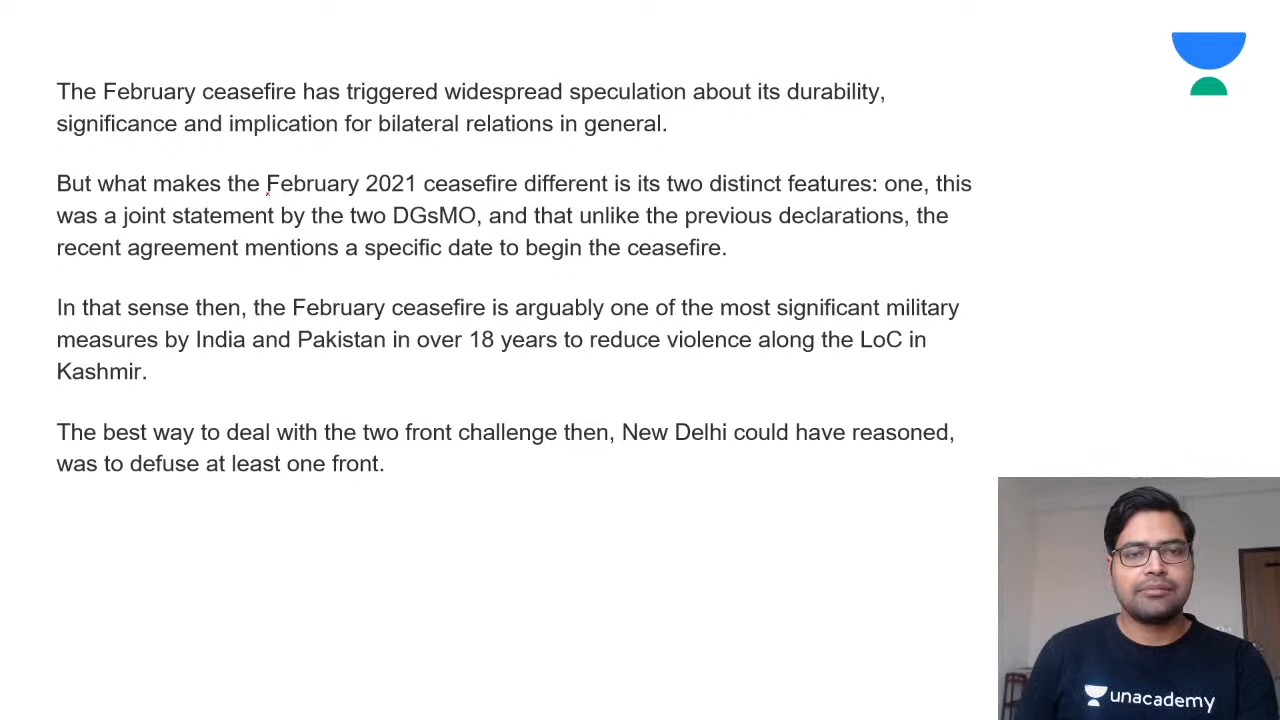 The February ceasefire has triggered widespread speculation about its durability,
significance and implication for bilateral relations in general.
But what makes the February 2021 ceasefire different is its two distinct features: one, this
was a joint statement by the two DGsMO, and that unlike the previous declarations, the
recent agreement mentions a specific date to begin the ceasefire.
In that sense then, the February ceasefire is arguably one of the most significant military
measures by India and Pakistan in over 18 years to reduce violence along the LoC in
Kashmir.
The best way to deal with the two front challenge then, New Delhi could have reasoned,
was to defuse at least one front.
unacademy